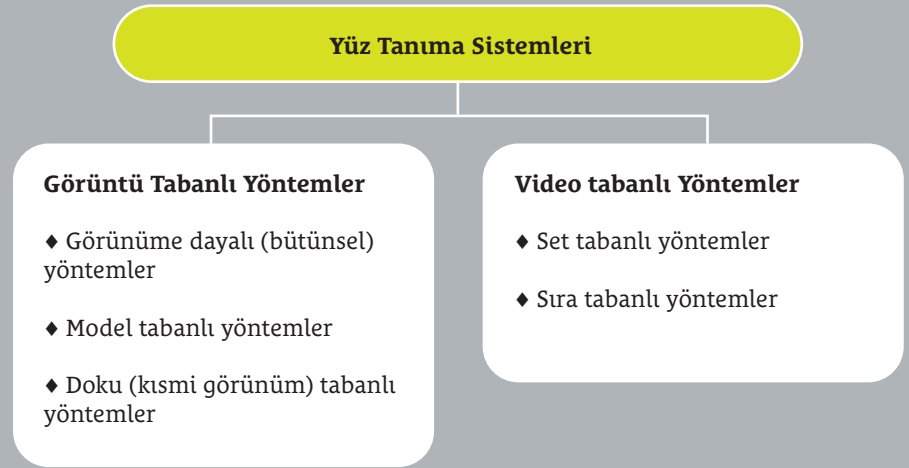 Yüz Tanıma Sistemleri
Görüntü Tabanlı Yöntemler
♦ Görünüme dayalı (bütünsel)
yöntemler
♦ Model tabanlı yöntemler
♦ Doku (kısmi görünüm) tabanlı
yöntemler
Video tabanlı Yöntemler
♦ Set tabanlı yöntemler
♦ Sıra tabanlı yöntemler